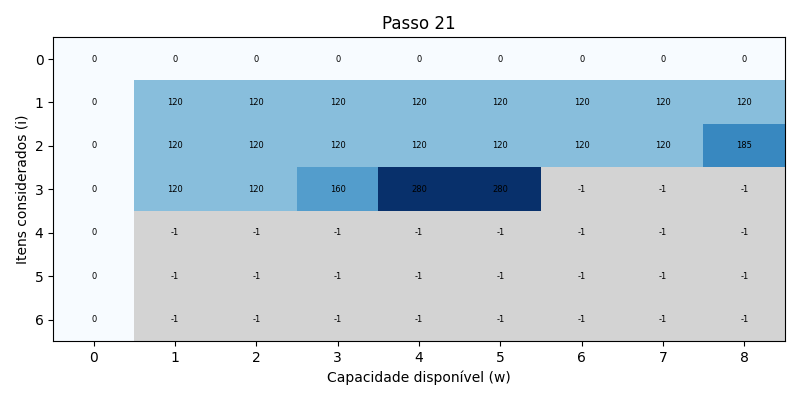 Passo 21
Itens considerados (i)
0 0 0 0 0 0 0 0 0 0
1 0 120 120 120 120 120 120 120 120
2 0 120 120 120 120 120 120 120 185
3 0 120 120 160 280 280 -1 -1 -1
4 0 -1 -1 -1 -1 -1 -1 -1 -1
5 0 -1 -1 -1 -1 -1 -1 -1 -1
6 0 -1 -1 -1 -1 -1 -1 -1 -1
0 1 2 3 4 5 6 7 8
Capacidade disponível (w)